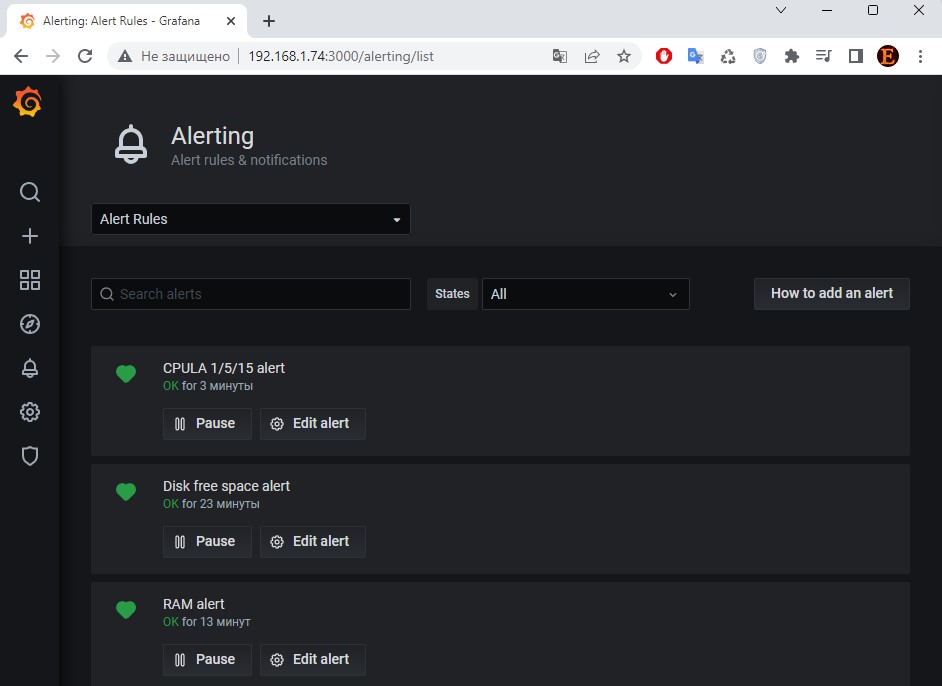 Alerting: Alert Rules - Grafana
Не защищено 192.168.1.74:3000/alerting/list
E
Alerting
Alert rules & notifications
Alert Rules
Search alerts States All How to add an alert
CPULA 1/5/15 alert
OK for 3 минуты
Pause Edit alert
Disk free space alert
OK for 23 минуты
Pause Edit alert
RAM alert
OK for 13 минут
Pause Edit alert